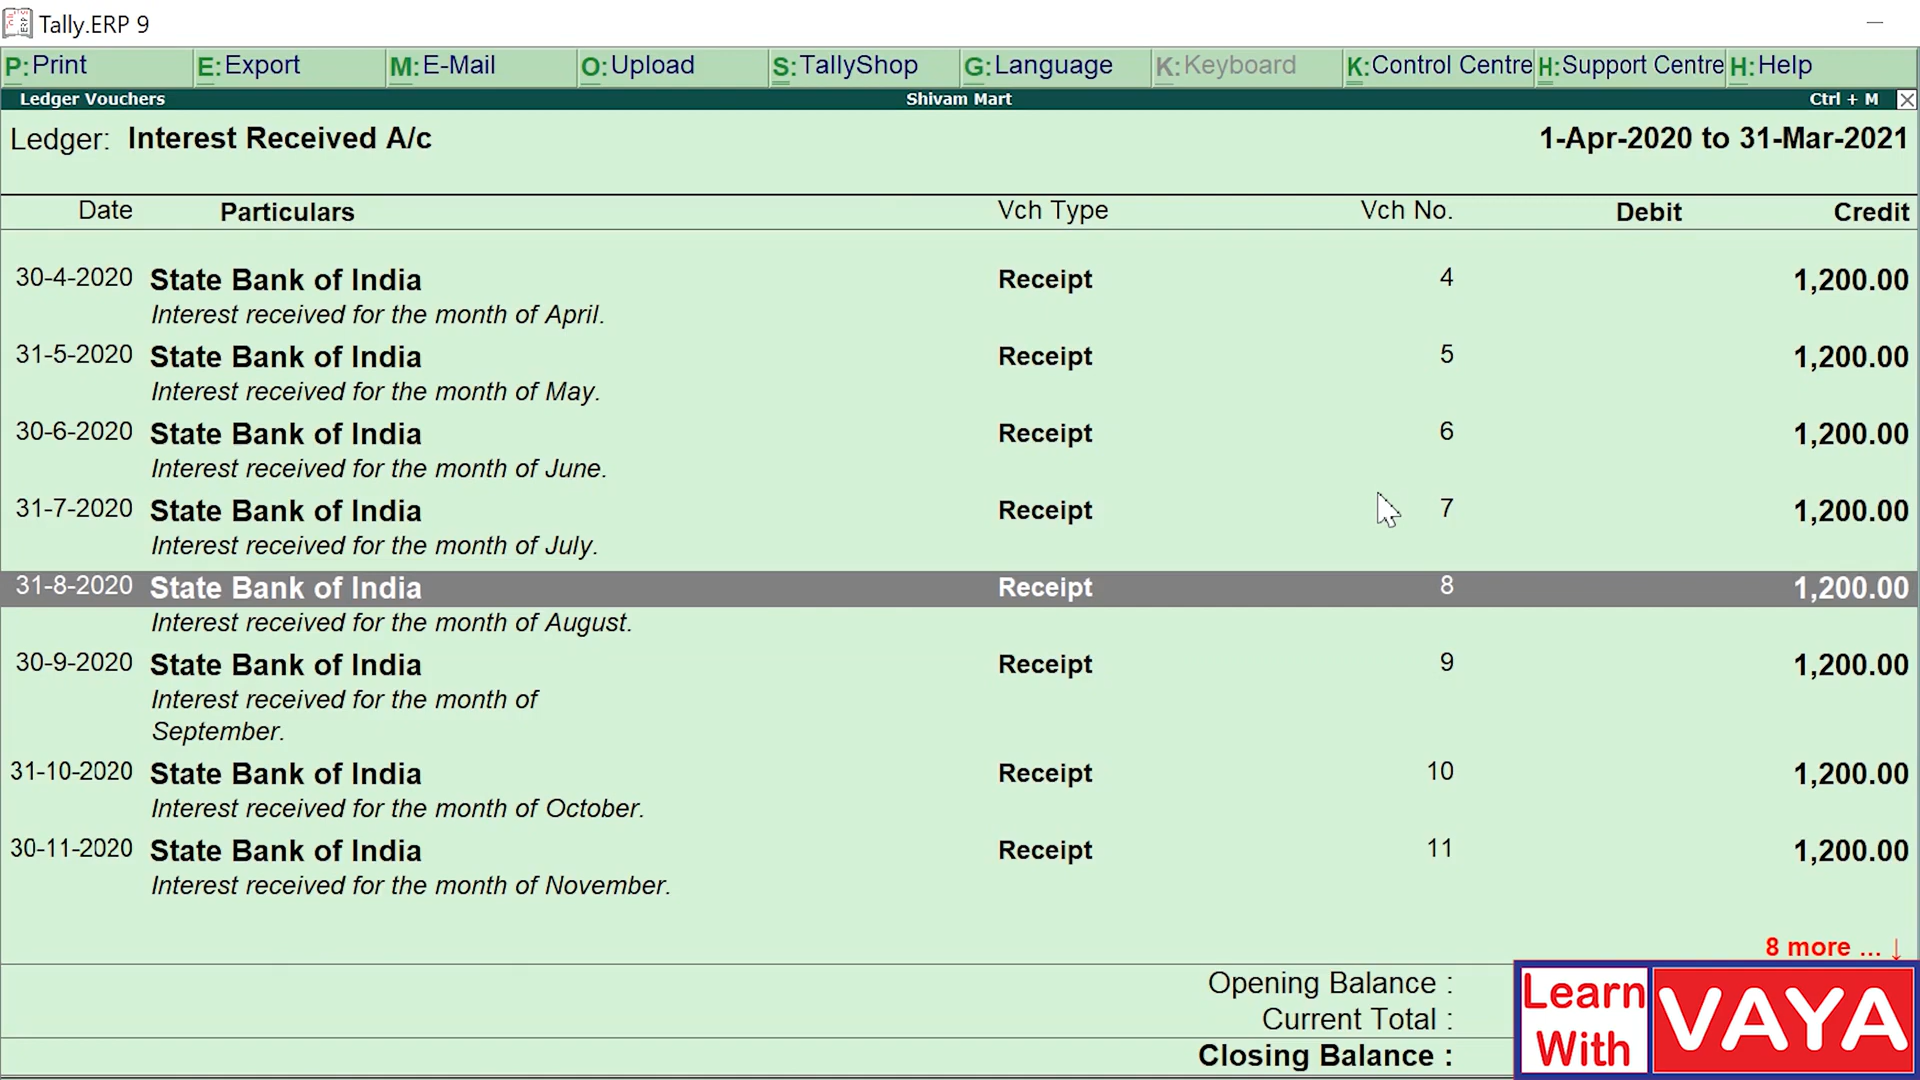 Tally.ERP 9
P:Print E:Export M:E-Mail O:Upload S:TallyShop G:Language K:Keyboard K:Control Centre H:Support Centre H:Help
Ledger Vouchers Shivam Mart Ctrl + M
Ledger: Interest Received A/c 1-Apr-2020 to 31-Mar-2021
Date Particulars Vch Type Vch No. Debit Credit
30-4-2020 State Bank of India Receipt 4 1,200.00
Interest received for the month of April.
31-5-2020 State Bank of India Receipt 5 1,200.00
Interest received for the month of May.
30-6-2020 State Bank of India Receipt 6 1,200.00
Interest received for the month of June.
31-7-2020 State Bank of India Receipt 7 1,200.00
Interest received for the month of July.
31-8-2020 State Bank of India Receipt 8 1,200.00
Interest received for the month of August.
30-9-2020 State Bank of India Receipt 9 1,200.00
Interest received for the month of
September.
31-10-2020 State Bank of India Receipt 10 1,200.00
Interest received for the month of October.
30-11-2020 State Bank of India Receipt 11 1,200.00
Interest received for the month of November.
8 more ... ↓
Opening Balance :
Current Total :
Closing Balance :
Learn
With
VAYA